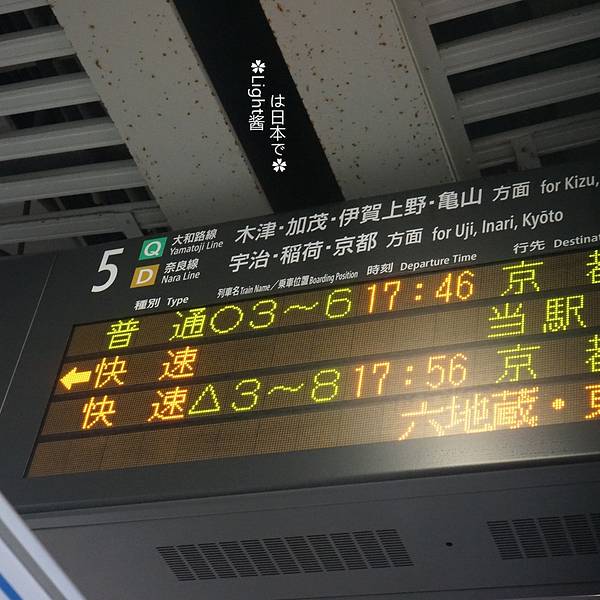 ✿Light酱
は日本で✿
5
Q 大和路線
Yamatoji Line
木津・加茂・伊賀上野・亀山 方面 for Kizu,
D 奈良線
Nara Line
宇治・稲荷・京都 方面 for Uji, Inari, Kyōto
種別 Type 列車名 Train Name／乗車位置 Boarding Position 時刻 Departure Time 行先
普 通○3～6 17:46 京
快 速 当駅
快 速△3～8 17:56 京
六地蔵・